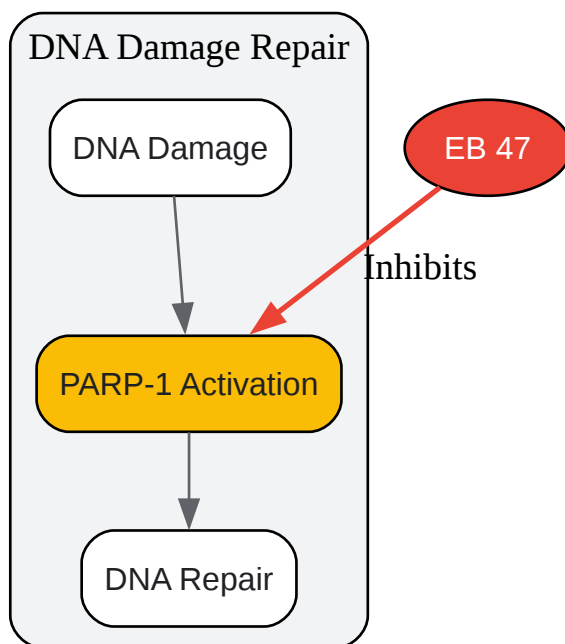 DNA Damage Repair
DNA Damage
EB 47
Inhibits
PARP-1 Activation
DNA Repair